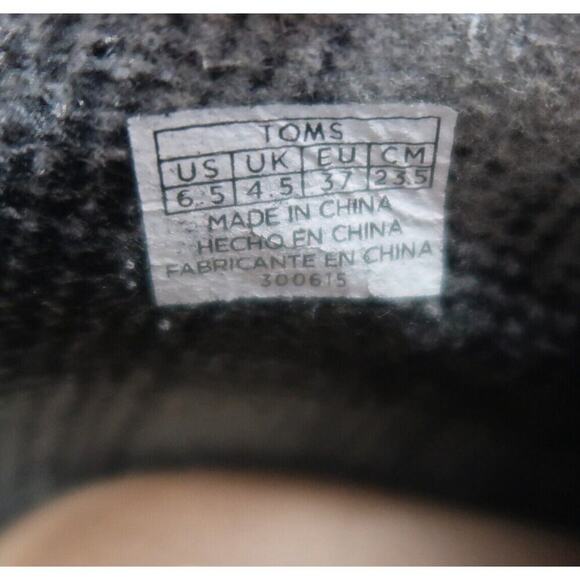 TOMS
US UK EU CM
6.5 4.5 37 23.5
MADE IN CHINA
HECHO EN CHINA
FABRICANTE EN CHINA
300615